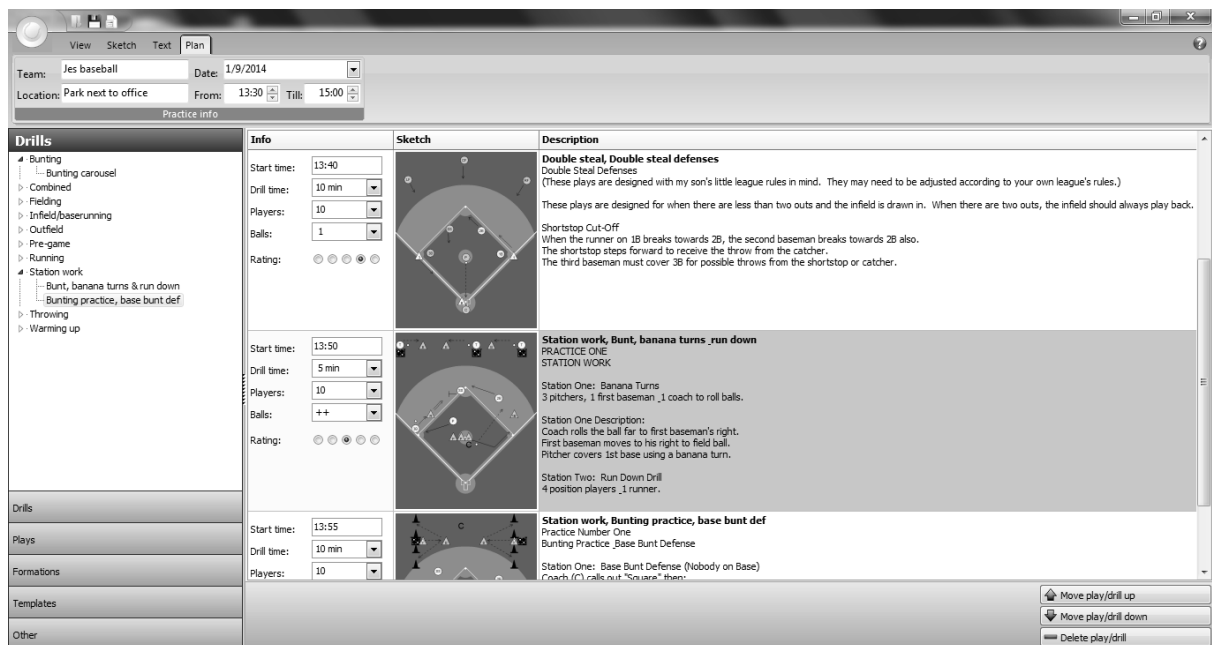 View Sketch Text Plan
Team: Jes baseball Date: 1/9/2014
Location: Park next to office From: 13:30 Till: 15:00
Practice info
Drills
Bunting
Bunting carousel
Combined
Fielding
Infield/baserunning
Outfield
Pre-game
Running
Station work
Bunt, banana turns & run down
Bunting practice, base bunt def
Throwing
Warming up
Drills
Plays
Formations
Templates
Other
Info Sketch Description
Start time: 13:40
Drill time: 10 min
Players: 10
Balls: 1
Rating:
Double steal, Double steal defenses
Double Steal Defenses
(These plays are designed with my son's little league rules in mind. They may need to be adjusted according to your own league's rules.)
These plays are designed for when there are less than two outs and the infield is drawn in. When there are two outs, the infield should always play back.
Shortstop Cut-Off
When the runner on 1B breaks towards 2B, the second baseman breaks towards 2B also.
The shortstop steps forward to receive the throw from the catcher.
The third baseman must cover 3B for possible throws from the shortstop or catcher.
Start time: 13:50
Drill time: 5 min
Players: 10
Balls: ++
Rating:
C
Station work, Bunt, banana turns _run down
PRACTICE ONE
STATION WORK
Station One: Banana Turns
3 pitchers, 1 first baseman _1 coach to roll balls.
Station One Description:
Coach rolls the ball far to first baseman's right.
First baseman moves to his right to field ball.
Pitcher covers 1st base using a banana turn.
Station Two: Run Down Drill
4 position players _1 runner.
Start time: 13:55
Drill time: 10 min
Players: 10
C
Station work, Bunting practice, base bunt def
Practice Number One
Bunting Practice _Base Bunt Defense
Station One: Base Bunt Defense (Nobody on Base)
Coach (C) calls out "Square" then:
Move play/drill up
Move play/drill down
Delete play/drill